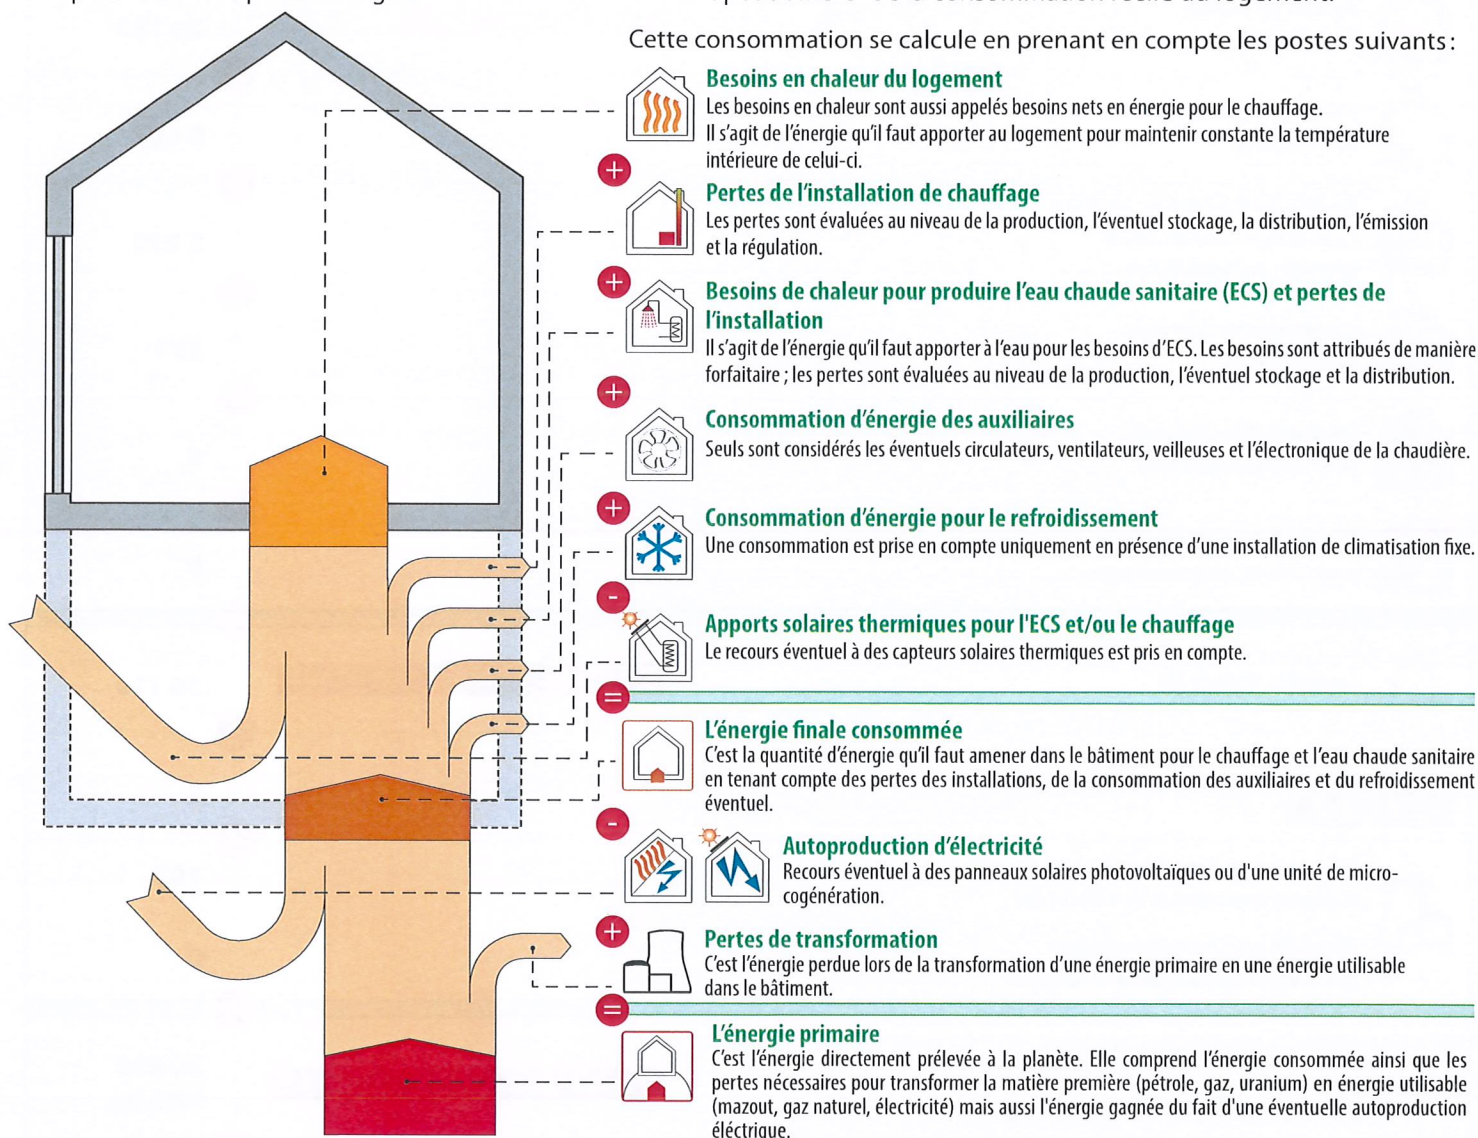 Cette consommation se calcule en prenant en compte les postes suivants :
Besoins en chaleur du logement
Les besoins en chaleur sont aussi appelés besoins nets en énergie pour le chauffage.
Il s'agit de l'énergie qu'il faut apporter au logement pour maintenir constante la température
intérieure de celui-ci.
+
Pertes de l'installation de chauffage
Les pertes sont évaluées au niveau de la production, l'éventuel stockage, la distribution, l'émission
et la régulation.
+
Besoins de chaleur pour produire l'eau chaude sanitaire (ECS) et pertes de
l'installation
Il s'agit de l'énergie qu'il faut apporter à l'eau pour les besoins d'ECS. Les besoins sont attribués de manière
forfaitaire ; les pertes sont évaluées au niveau de la production, l'éventuel stockage et la distribution.
+
Consommation d'énergie des auxiliaires
Seuls sont considérés les éventuels circulateurs, ventilateurs, veilleuses et l'électronique de la chaudière.
+
Consommation d'énergie pour le refroidissement
Une consommation est prise en compte uniquement en présence d'une installation de climatisation fixe.
-
Apports solaires thermiques pour l'ECS et/ou le chauffage
Le recours éventuel à des capteurs solaires thermiques est pris en compte.
=
L'énergie finale consommée
C'est la quantité d'énergie qu'il faut amener dans le bâtiment pour le chauffage et l'eau chaude sanitaire
en tenant compte des pertes des installations, de la consommation des auxiliaires et du refroidissement
éventuel.
-
Autoproduction d'électricité
Recours éventuel à des panneaux solaires photovoltaïques ou d'une unité de micro-
cogénération.
+
Pertes de transformation
C'est l'énergie perdue lors de la transformation d'une énergie primaire en une énergie utilisable
dans le bâtiment.
=
L'énergie primaire
C'est l'énergie directement prélevée à la planète. Elle comprend l'énergie consommée ainsi que les
pertes nécessaires pour transformer la matière première (pétrole, gaz, uranium) en énergie utilisable
(mazout, gaz naturel, électricité) mais aussi l'énergie gagnée du fait d'une éventuelle autoproduction
éléctrique.